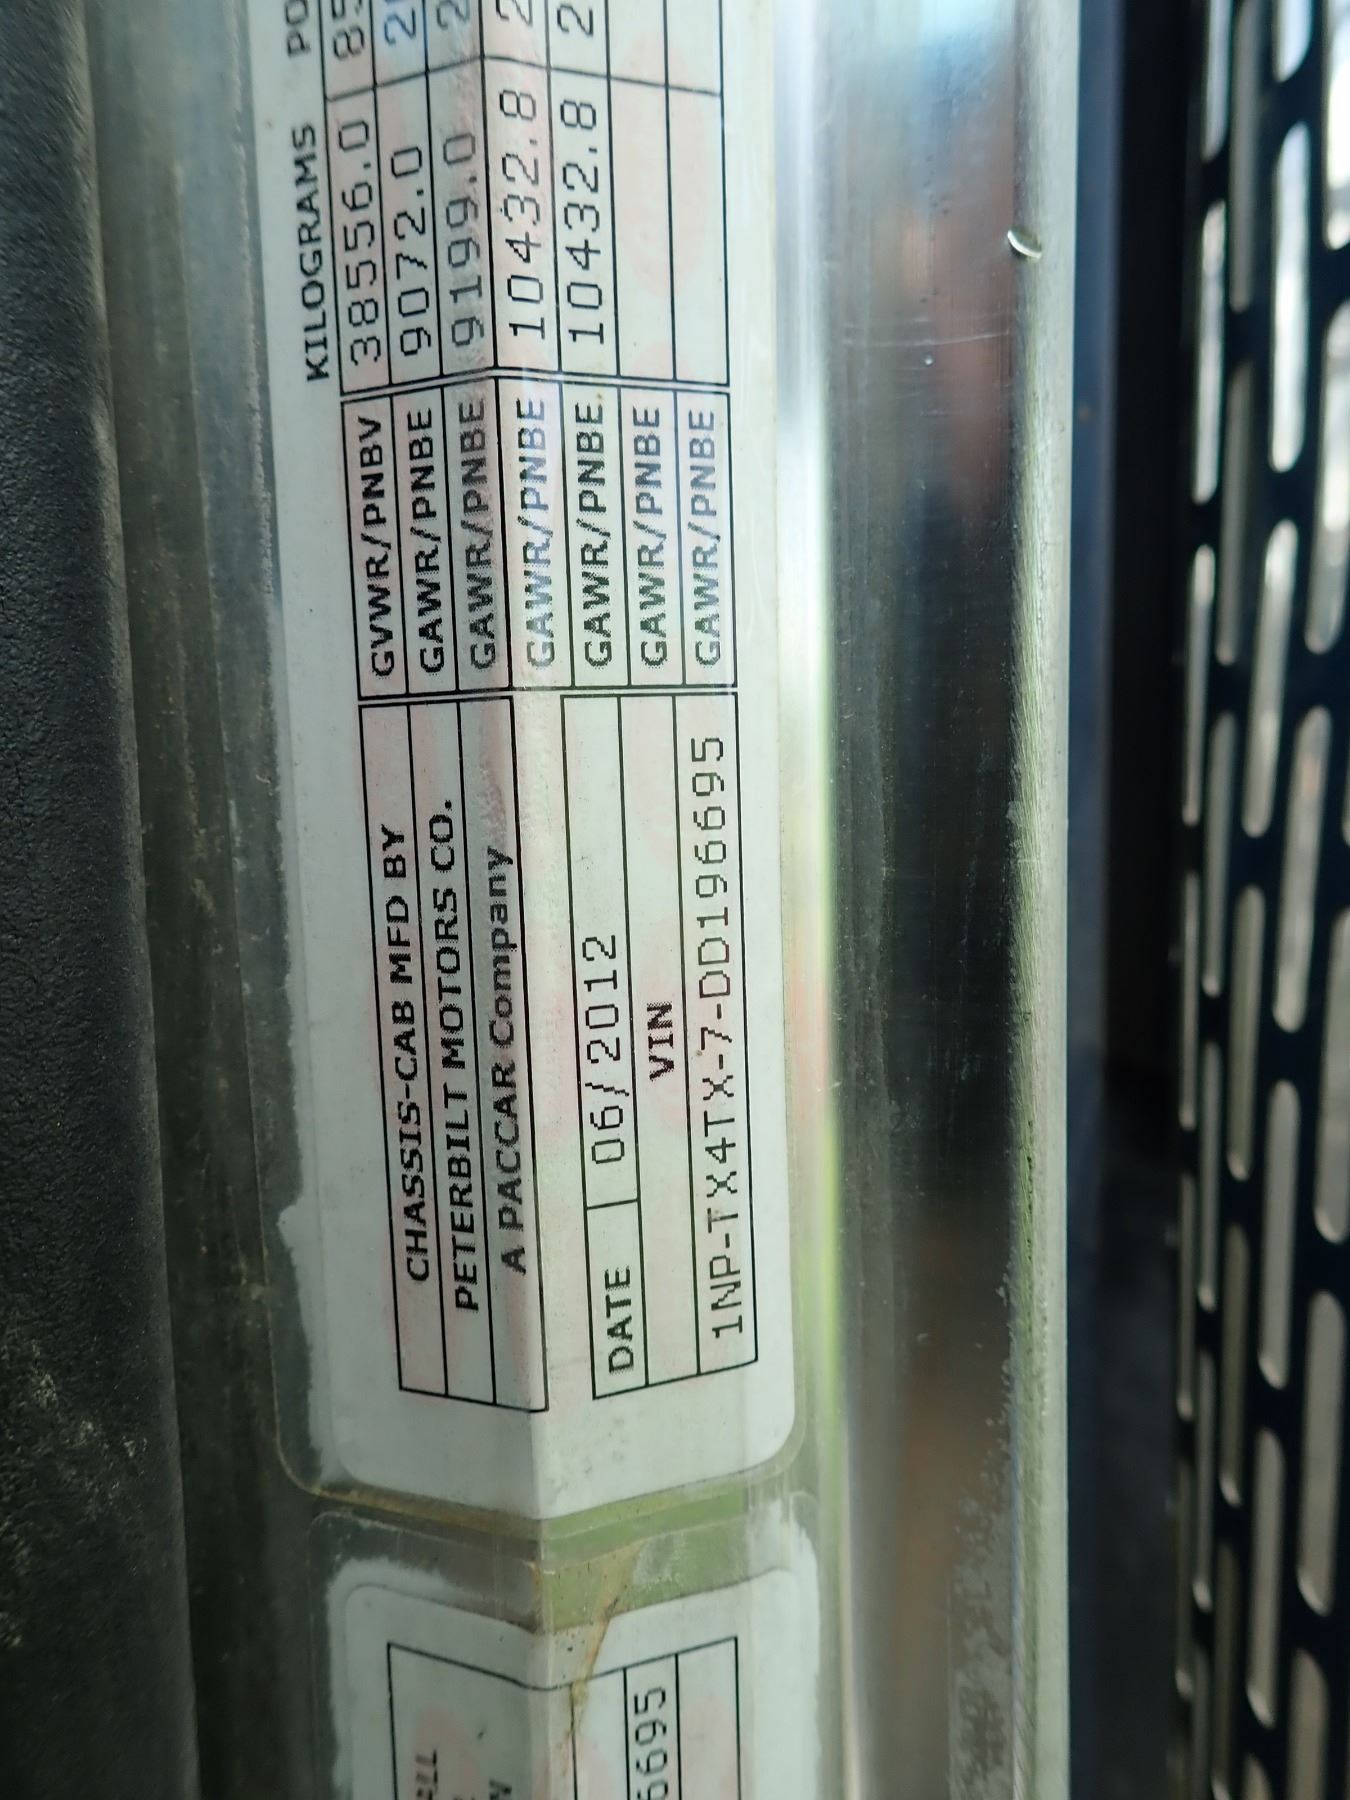 KILOGRAMS
CHASSIS-CAB MFD BY
PETERBILT MOTORS CO.
A PACCAR Company
DATE 06/2012
VIN
1NP-TX4TX-7-DD196695
GVWR/PNBV 38556.0
GAWR/PNBE 9072.0
GAWR/PNBE 9199.0
GAWR/PNBE 10432.8
GAWR/PNBE 10432.8
GAWR/PNBE
GAWR/PNBE
6695